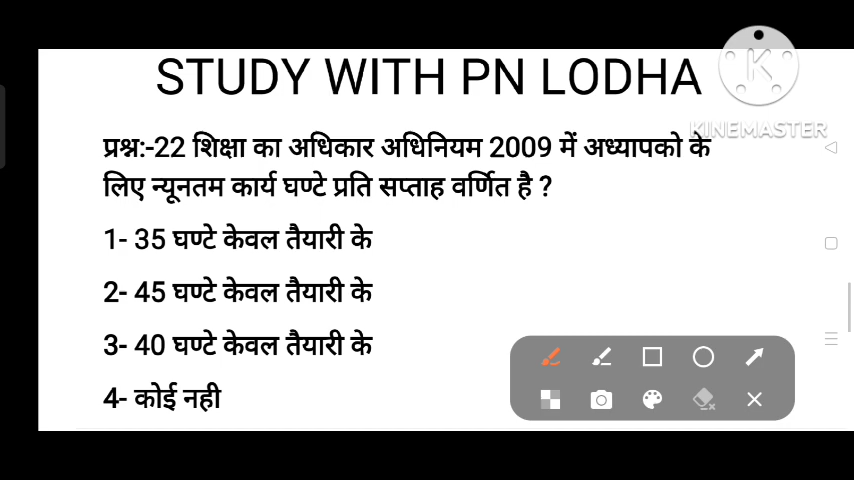 STUDY WITH PN LODHA
KINEMASTER
प्रश्न:-22 शिक्षा का अधिकार अधिनियम 2009 में अध्यापको के
लिए न्यूनतम कार्य घण्टे प्रति सप्ताह वर्णित है ?
1- 35 घण्टे केवल तैयारी के
2- 45 घण्टे केवल तैयारी के
3- 40 घण्टे केवल तैयारी के
4- कोई नही